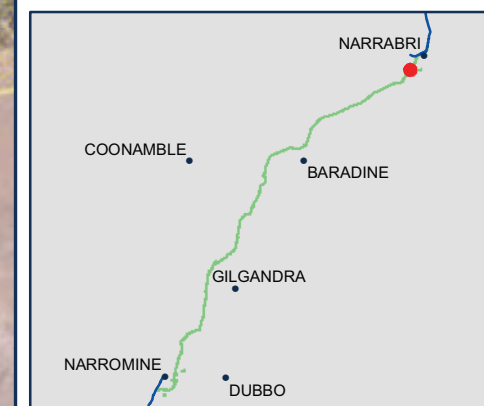 NARRABRI
COONAMBLE
BARADINE
GILGANDRA
NARROMINE
DUBBO